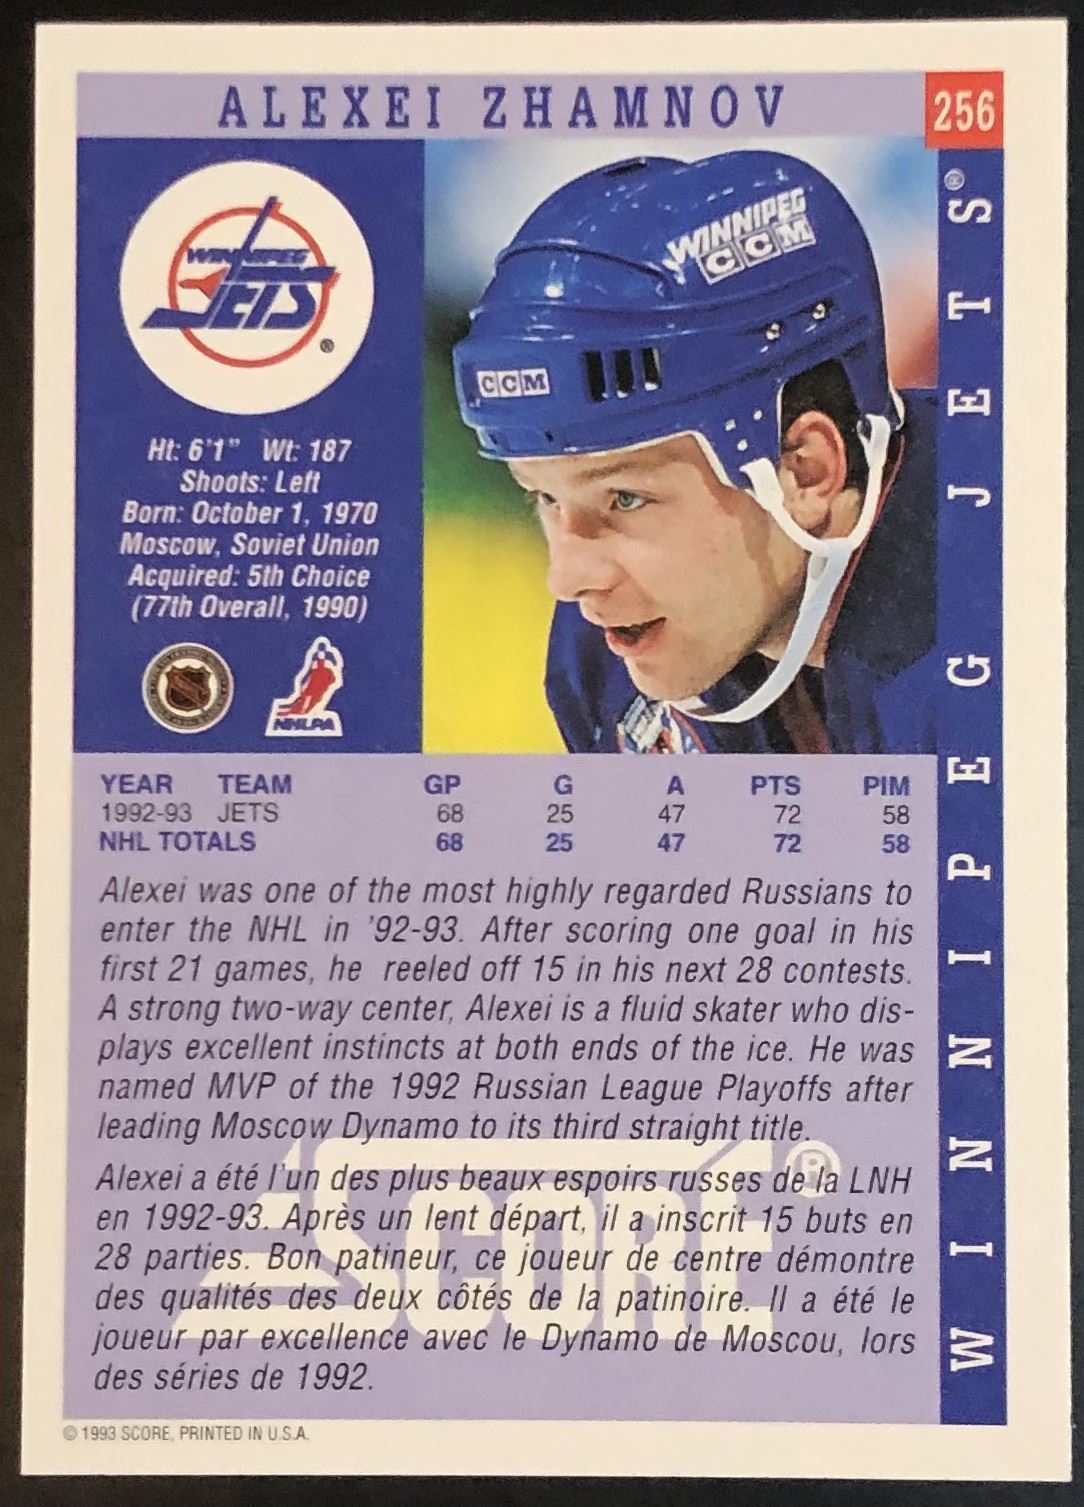 ALEXEI ZHAMNOV
256
WINNIPEG JETS®
WINNIPEG
JETS
®
WINNIPEG
CCM
CCM
Ht: 6'1" Wt: 187
Shoots: Left
Born: October 1, 1970
Moscow, Soviet Union
Acquired: 5th Choice
(77th Overall, 1990)
NHLPA
YEAR TEAM GP G A PTS PIM
1992-93 JETS 68 25 47 72 58
NHL TOTALS 68 25 47 72 58
Alexei was one of the most highly regarded Russians to
enter the NHL in '92-93. After scoring one goal in his
first 21 games, he reeled off 15 in his next 28 contests.
A strong two-way center, Alexei is a fluid skater who dis-
plays excellent instincts at both ends of the ice. He was
named MVP of the 1992 Russian League Playoffs after
leading Moscow Dynamo to its third straight title.
SCORE®
Alexei a été l'un des plus beaux espoirs russes de la LNH
en 1992-93. Après un lent départ, il a inscrit 15 buts en
28 parties. Bon patineur, ce joueur de centre démontre
des qualités des deux côtés de la patinoire. Il a été le
joueur par excellence avec le Dynamo de Moscou, lors
des séries de 1992.
© 1993 SCORE, PRINTED IN U.S.A.